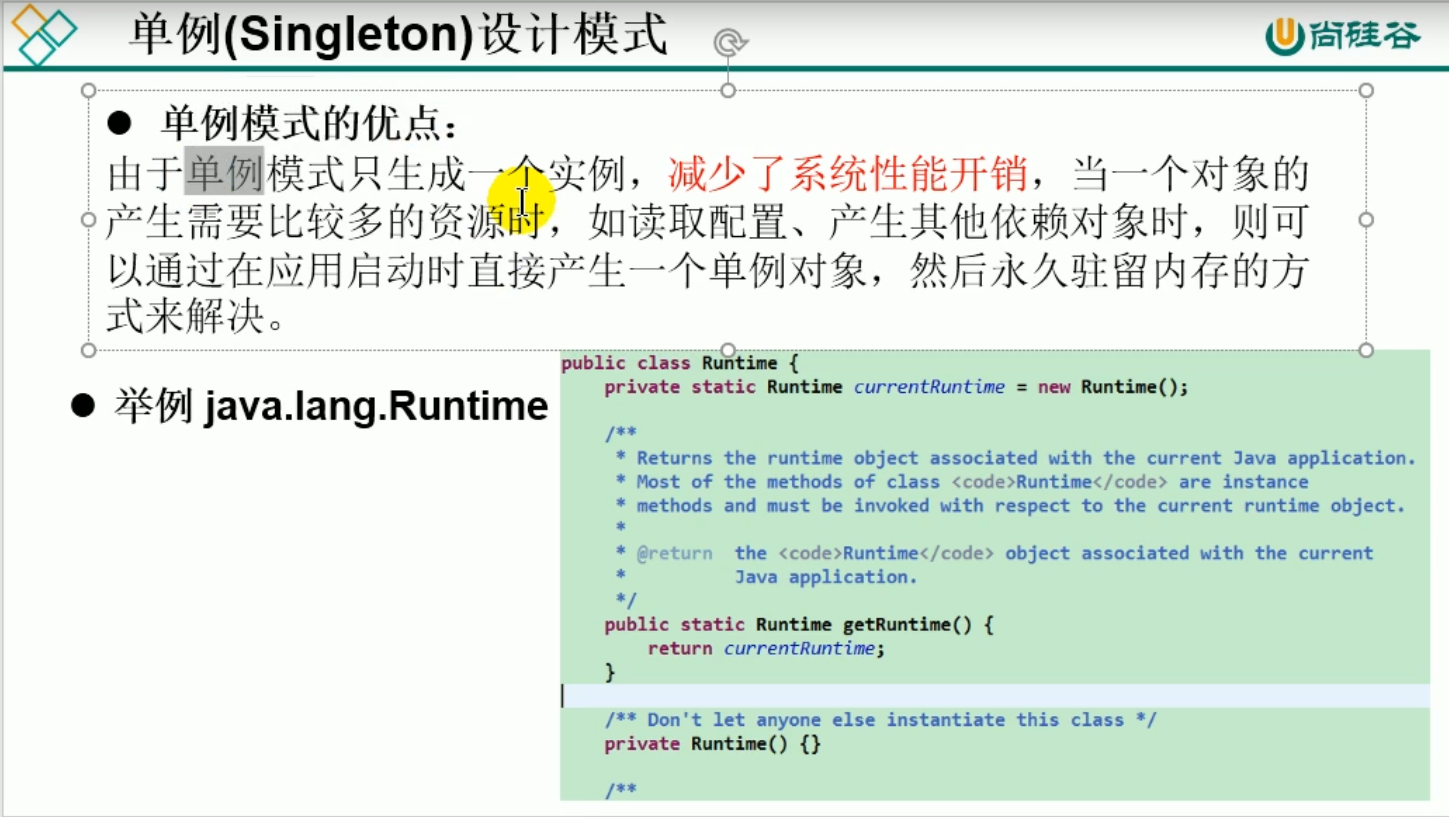 单例(Singleton)设计模式
尚硅谷
● 单例模式的优点：
由于单例模式只生成一个实例，减少了系统性能开销，当一个对象的
产生需要比较多的资源时，如读取配置、产生其他依赖对象时，则可
以通过在应用启动时直接产生一个单例对象，然后永久驻留内存的方
式来解决。
● 举例 java.lang.Runtime
public class Runtime {
    private static Runtime currentRuntime = new Runtime();
    /**
     * Returns the runtime object associated with the current Java application.
     * Most of the methods of class <code>Runtime</code> are instance
     * methods and must be invoked with respect to the current runtime object.
     *
     * @return  the <code>Runtime</code> object associated with the current
     *          Java application.
     */
    public static Runtime getRuntime() {
        return currentRuntime;
    }
    /** Don't let anyone else instantiate this class */
    private Runtime() {}
    /**